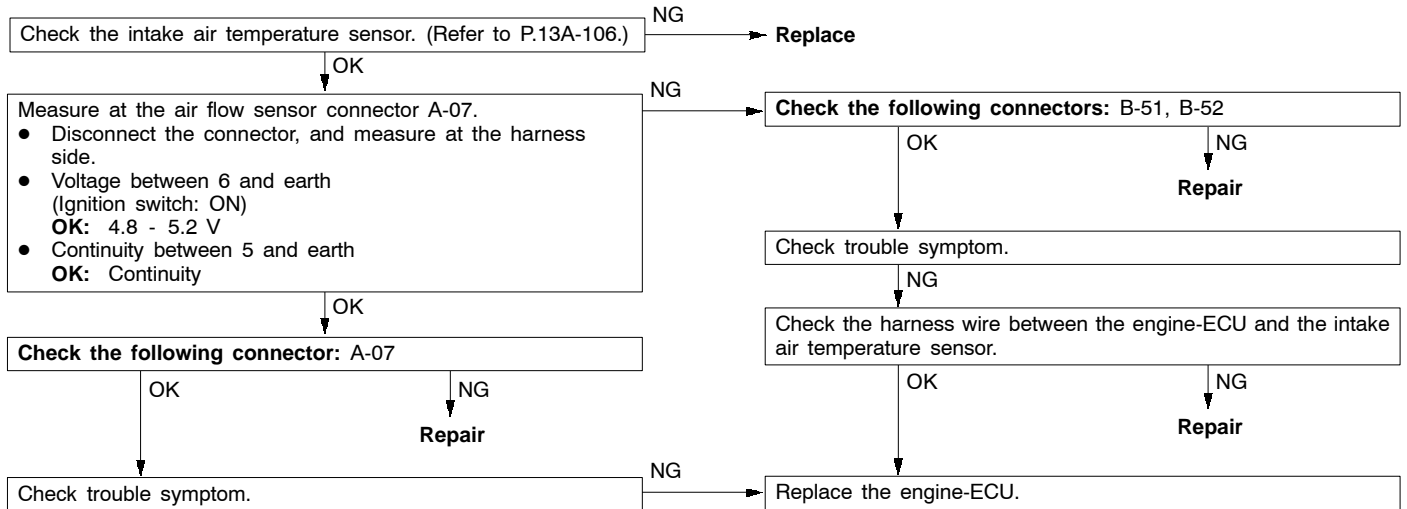 Check the intake air temperature sensor. (Refer to P.13A-106.)
NG
Replace
OK
Measure at the air flow sensor connector A-07.
● Disconnect the connector, and measure at the harness
side.
● Voltage between 6 and earth
(Ignition switch: ON)
OK: 4.8 - 5.2 V
● Continuity between 5 and earth
OK: Continuity
NG
Check the following connectors: B-51, B-52
OK
NG
Repair
Check trouble symptom.
NG
Check the harness wire between the engine-ECU and the intake
air temperature sensor.
OK
NG
Repair
OK
Check the following connector: A-07
OK
NG
Repair
Check trouble symptom.
NG
Replace the engine-ECU.